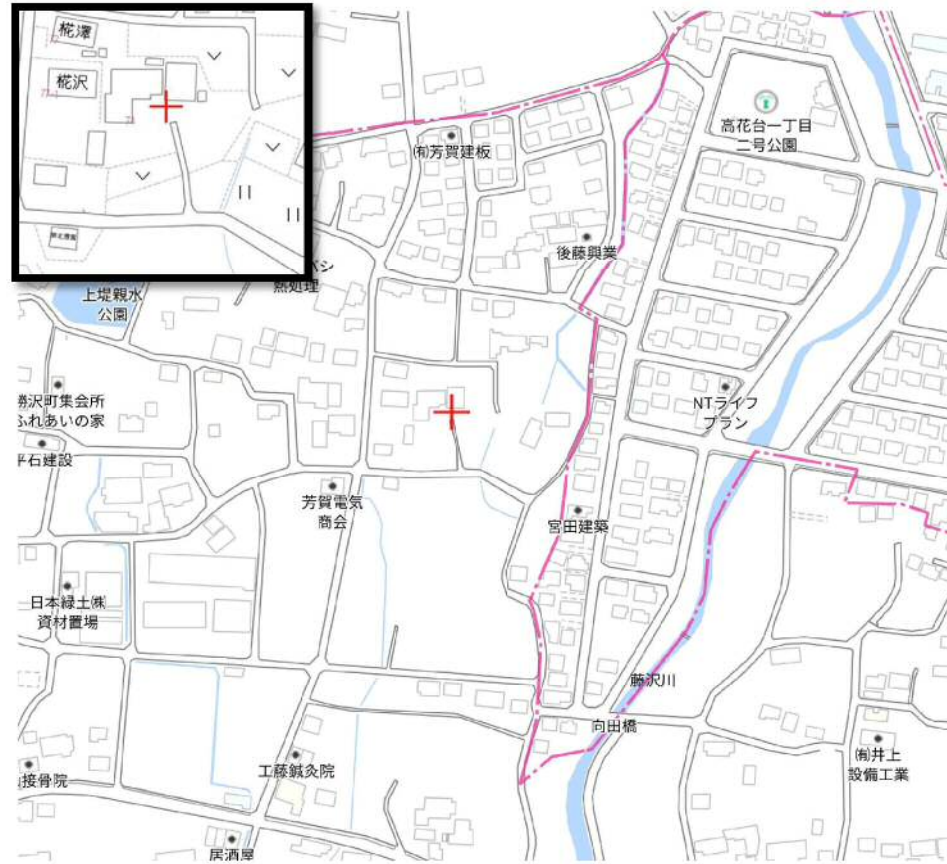 椛澤
椛沢
高花台一丁目
二号公園
㈲芳賀建板
後藤興業
シ
熱処理
上堤親水
公園
勝沢町集会所
ふれあいの家
平石建設
NTライフ
プラン
芳賀電気
商会
宮田建築
日本緑土㈱
資材置場
藤沢川
向田橋
㈲井上
設備工業
工藤鍼灸院
接骨院
居酒屋